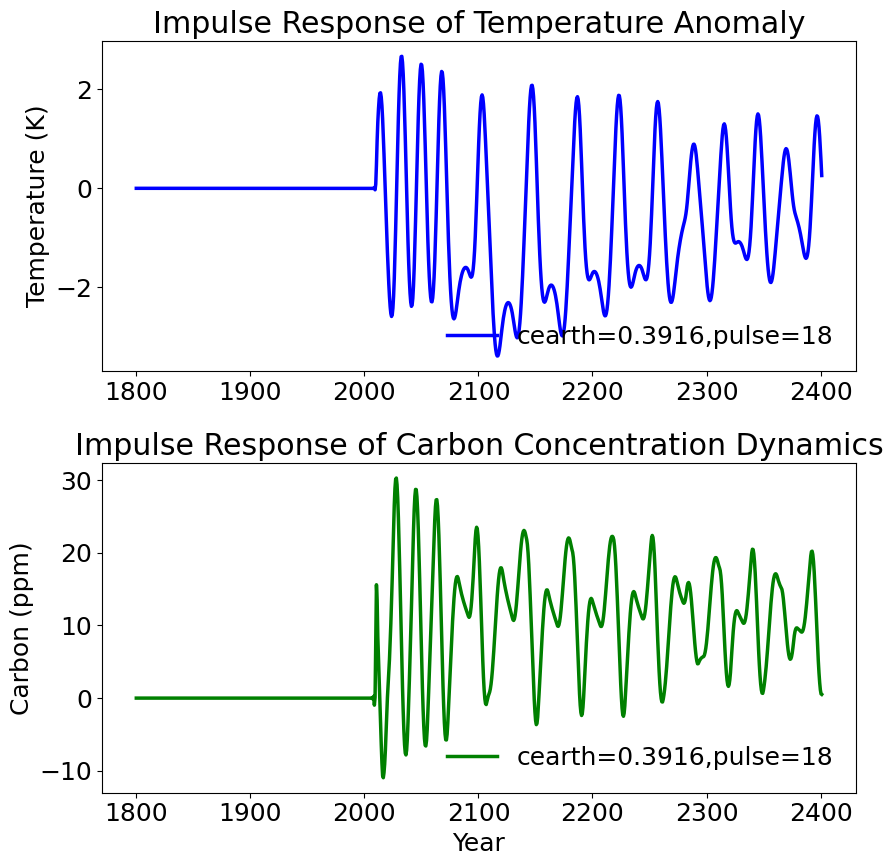 Impulse Response of Temperature Anomaly
Temperature (K)
2
0
−2
cearth=0.3916,pulse=18
1800 1900 2000 2100 2200 2300 2400
Impulse Response of Carbon Concentration Dynamics
Carbon (ppm)
30
20
10
0
−10
cearth=0.3916,pulse=18
1800 1900 2000 2100 2200 2300 2400
Year